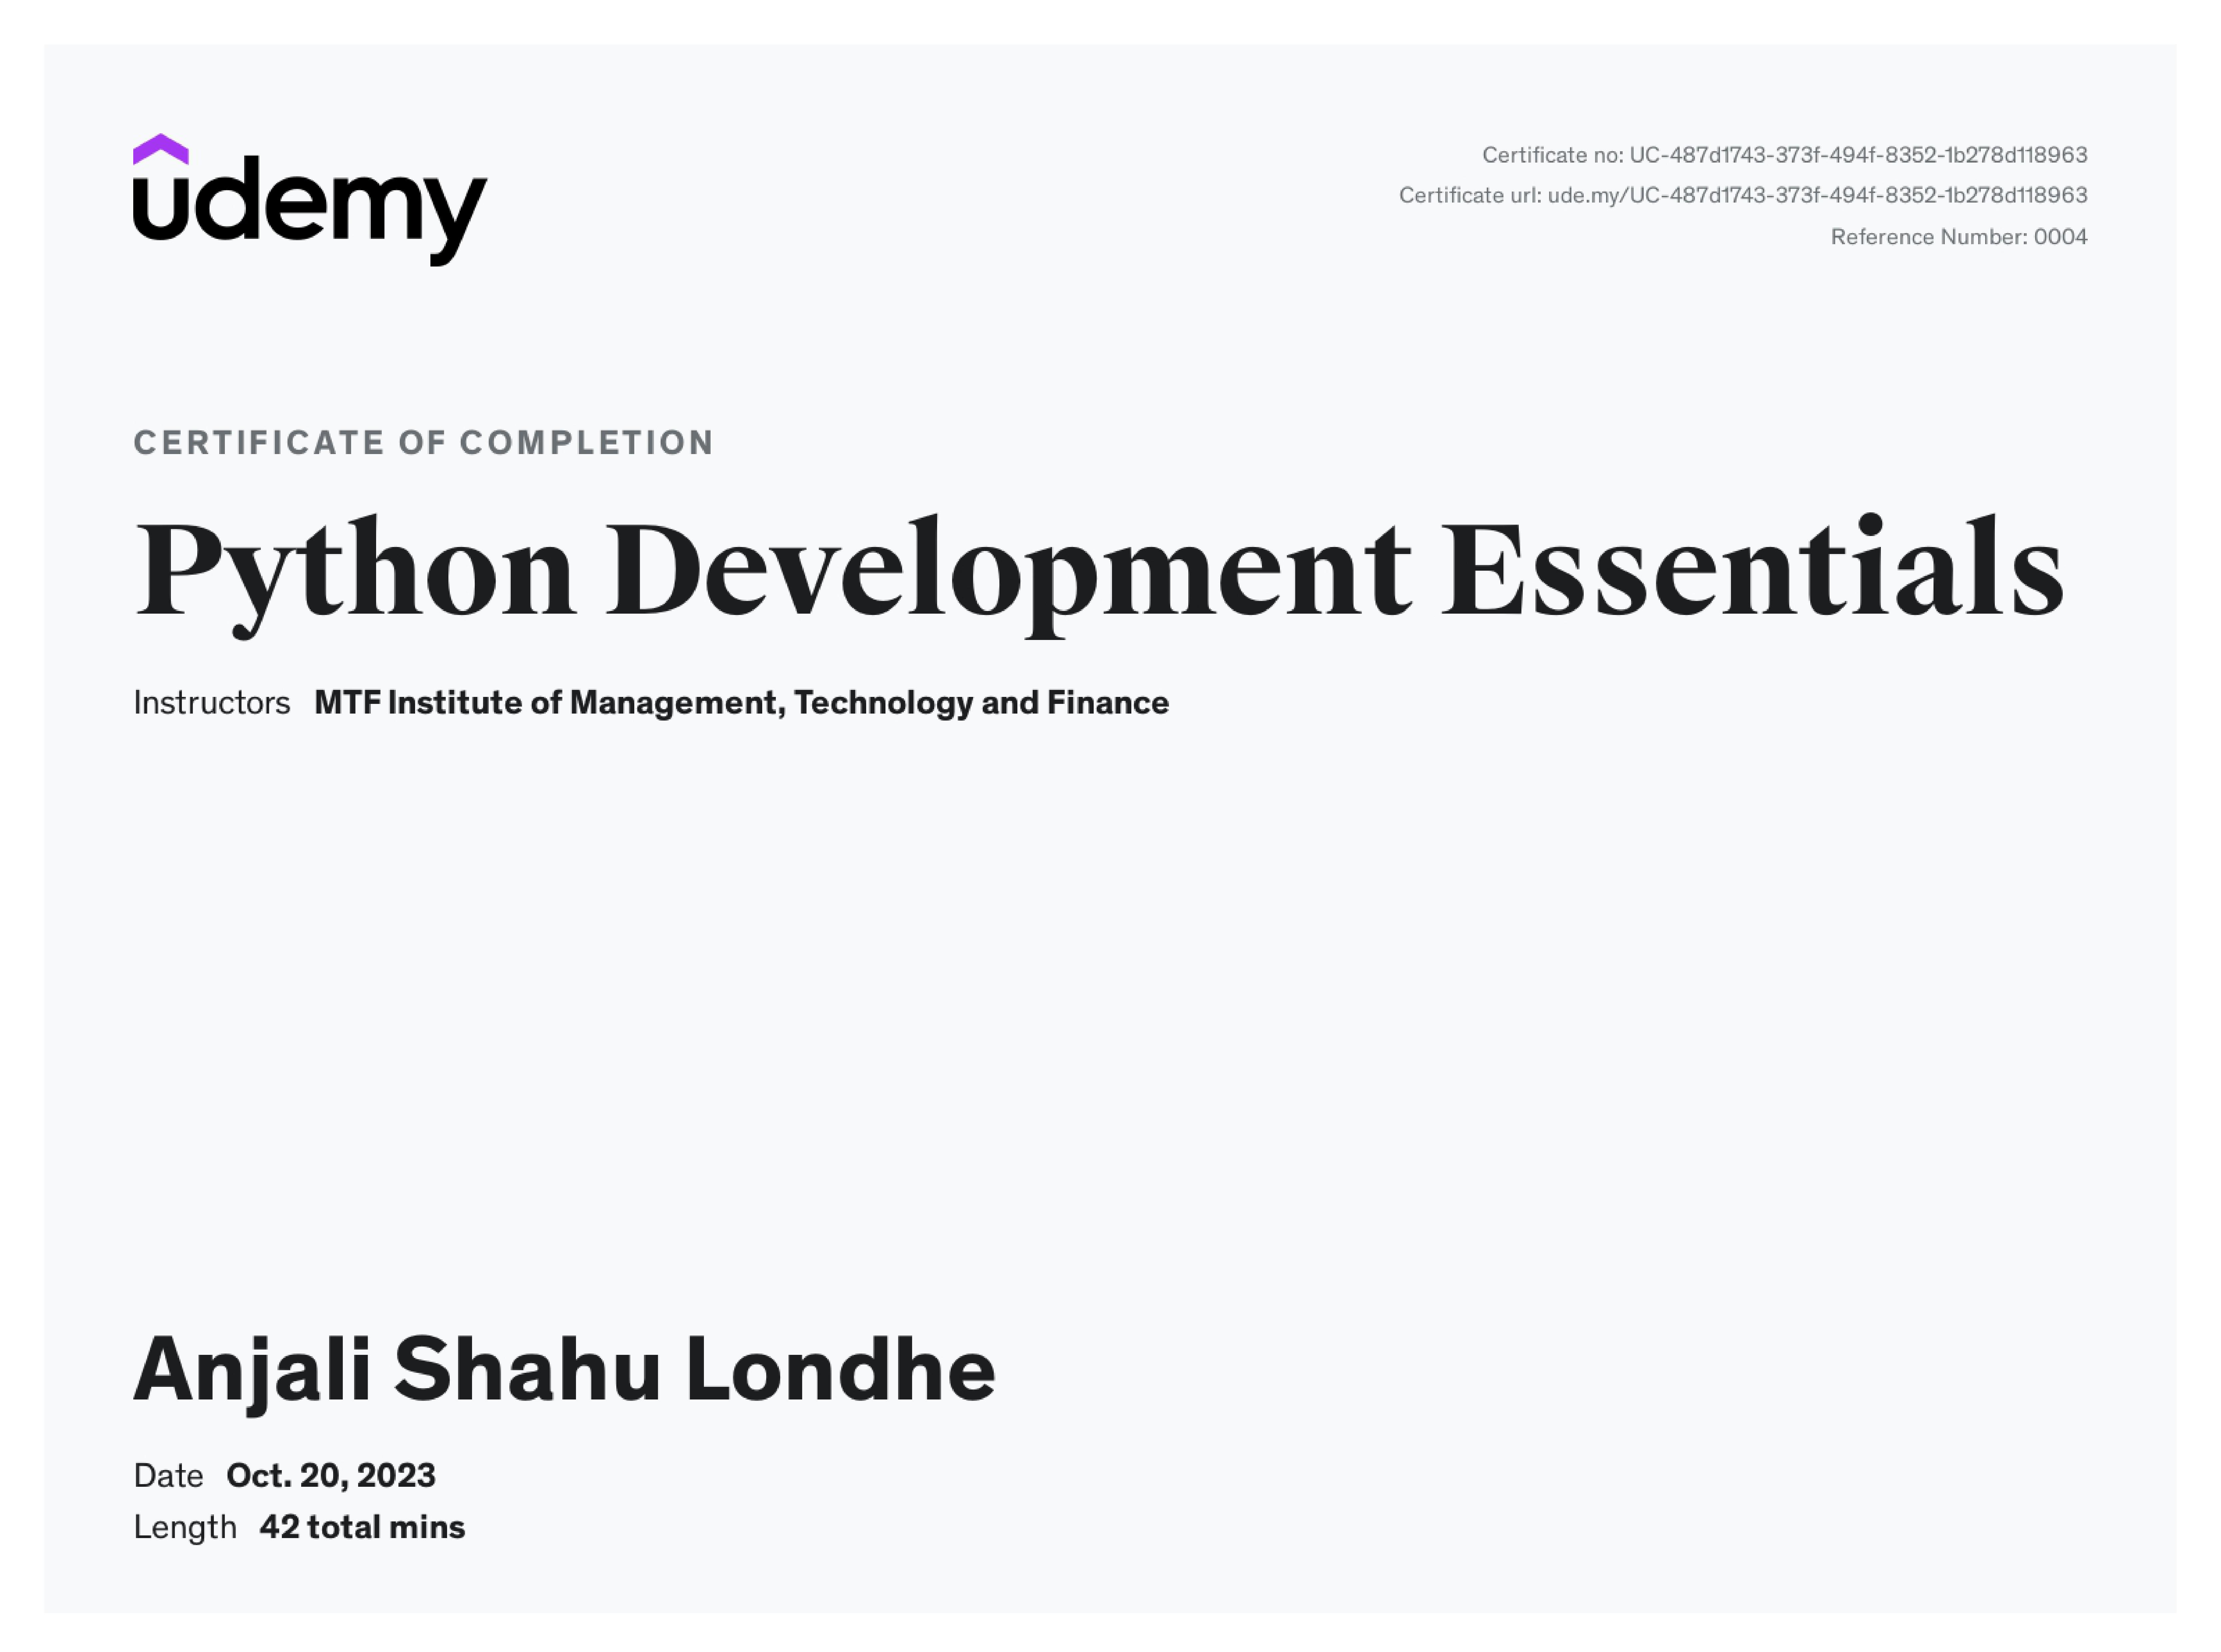 udemy
Certificate no: UC-487d1743-373f-494f-8352-1b278d118963
Certificate url: ude.my/UC-487d1743-373f-494f-8352-1b278d118963
Reference Number: 0004
CERTIFICATE OF COMPLETION
Python Development Essentials
Instructors MTF Institute of Management, Technology and Finance
Anjali Shahu Londhe
Date Oct. 20, 2023
Length 42 total mins